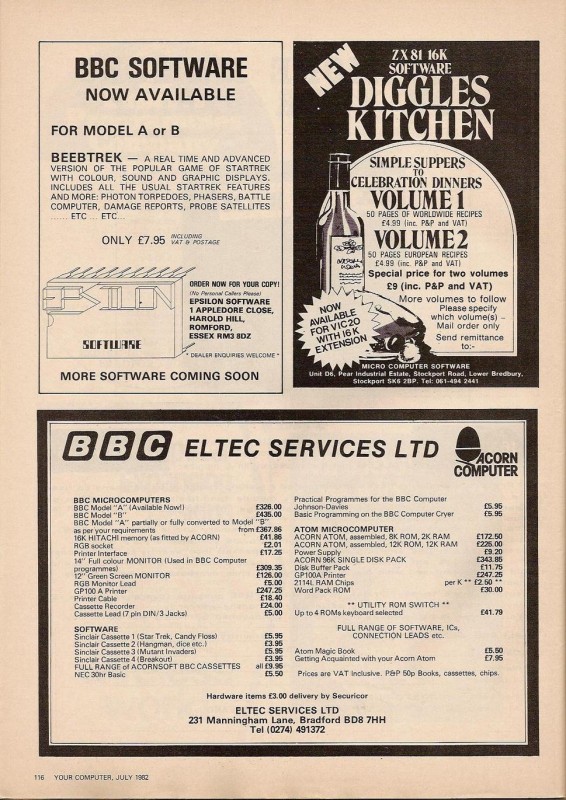 BBC SOFTWARE
NOW AVAILABLE
FOR MODEL A or B
BEEBTREK — A REAL TIME AND ADVANCED
VERSION OF THE POPULAR GAME OF STARTREK
WITH COLOUR, SOUND AND GRAPHIC DISPLAYS.
INCLUDES ALL THE USUAL STARTREK FEATURES
AND MORE: PHOTON TORPEDOES, PHASERS, BATTLE
COMPUTER, DAMAGE REPORTS, PROBE SATELLITES
...... ETC ... ETC...
ONLY £7.95 INCLUDING
VAT & POSTAGE
EPSILON
SOFTWARE
ORDER NOW FOR YOUR COPY!
(No Personal Callers Please)
EPSILON SOFTWARE
1 APPLEDORE CLOSE,
HAROLD HILL,
ROMFORD,
ESSEX RM3 8DZ
* DEALER ENQUIRIES WELCOME *
MORE SOFTWARE COMING SOON
NEW
ZX 81 16K
SOFTWARE
DIGGLES
KITCHEN
SIMPLE SUPPERS
TO
CELEBRATION DINNERS
VOLUME 1
50 PAGES OF WORLDWIDE RECIPES
£4.99 (inc. P&P and VAT)
VOLUME 2
50 PAGES EUROPEAN RECIPES
£4.99 (inc. P&P and VAT)
Special price for two volumes
£9 (inc. P&P and VAT)
More volumes to follow
Please specify
which volume(s) –
Mail order only
Send remittance
to:-
NOW
AVAILABLE
FOR VIC 20
WITH 16K
EXTENSION
MICRO COMPUTER SOFTWARE
Unit D6, Pear Industrial Estate, Stockport Road, Lower Bredbury,
Stockport SK6 2BP. Tel: 061-494 2441
BBC ELTEC SERVICES LTD
ACORN
COMPUTER
BBC MICROCOMPUTERS
BBC Model "A" (Available Now!) £326.00
BBC Model "B" £435.00
BBC Model "A" partially or fully converted to Model "B"
as per your requirements from £367.86
16K HITACHI memory (as fitted by ACORN) £41.86
RGB socket £2.01
Printer Interface £17.25
14" Full colour MONITOR (Used in BBC Computer
programmes) £309.35
12" Green Screen MONITOR £126.00
RGB Monitor Lead £5.00
GP100 A Printer £247.25
Printer Cable £18.40
Cassette Recorder £24.00
Cassette Lead (7 pin DIN/3 Jacks) £5.00
SOFTWARE
Sinclair Cassette 1 (Star Trek, Candy Floss) £5.95
Sinclair Cassette 2 (Hangman, dice etc.) £3.95
Sinclair Cassette 3 (Mutant Invaders) £5.95
Sinclair Cassette 4 (Breakout) £3.95
FULL RANGE of ACORNSOFT BBC CASSETTES all £9.95
NEC 30hr Basic £5.50
Practical Programmes for the BBC Computer
Johnson-Davies £5.95
Basic Programming on the BBC Computer Cryer £5.95
ATOM MICROCOMPUTER
ACORN ATOM, assembled, 8K ROM, 2K RAM £172.50
ACORN ATOM, assembled, 12K ROM, 12K RAM £225.00
Power Supply £9.20
ACORN 96K SINGLE DISK PACK £343.85
Disk Buffer Pack £11.75
GP100A Printer £247.25
2114L RAM Chips per K ** £2.50 **
Word Pack ROM £30.00
** UTILITY ROM SWITCH **
Up to 4 ROMs keyboard selected £41.79
FULL RANGE OF SOFTWARE, ICs,
CONNECTION LEADS etc.
Atom Magic Book £5.50
Getting Acquainted with your Acorn Atom £7.95
Prices are VAT Inclusive. P&P 50p Books, cassettes, chips.
Hardware items £3.00 delivery by Securicor
ELTEC SERVICES LTD
231 Manningham Lane, Bradford BD8 7HH
Tel (0274) 491372
116 YOUR COMPUTER, JULY 1982